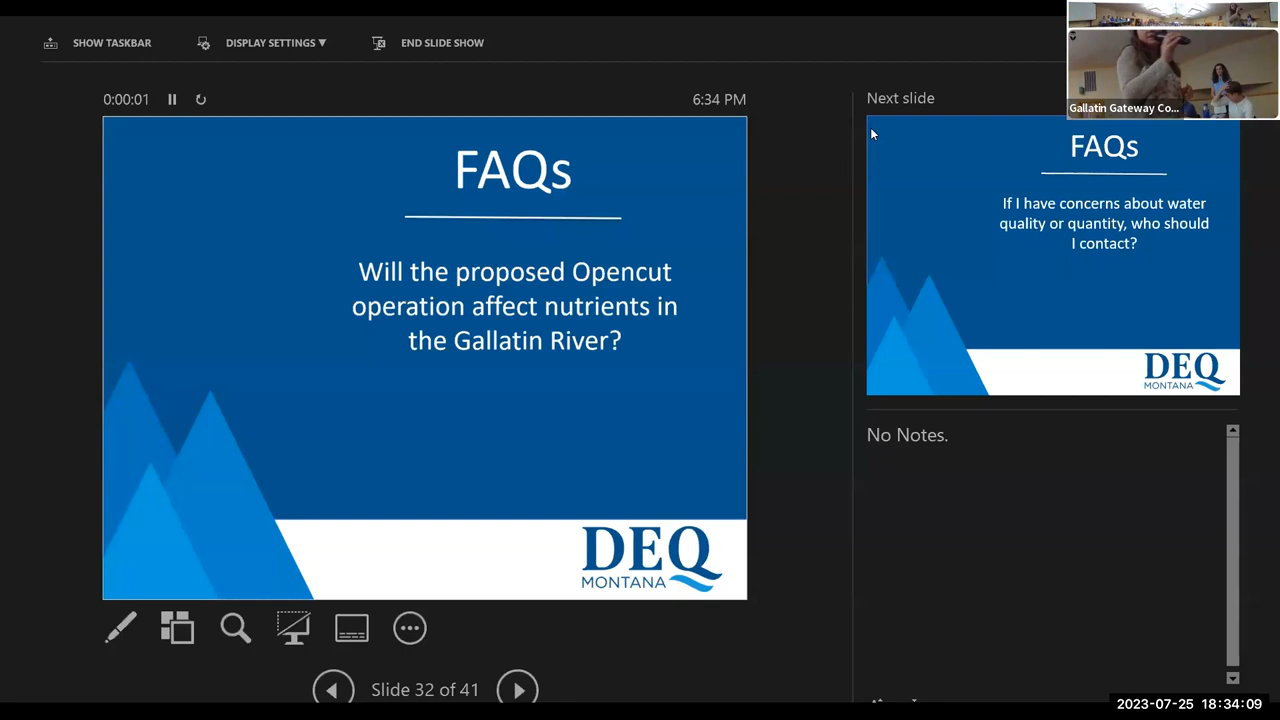 SHOW TASKBAR
DISPLAY SETTINGS ▼
END SLIDE SHOW
0:00:01
6:34 PM
FAQs
Will the proposed Opencut
operation affect nutrients in
the Gallatin River?
DEQ
MONTANA
Slide 32 of 41
Next slide
Gallatin Gateway Co...
FAQs
If I have concerns about water
quality or quantity, who should
I contact?
DEQ
MONTANA
No Notes.
2023-07-25 18:34:09